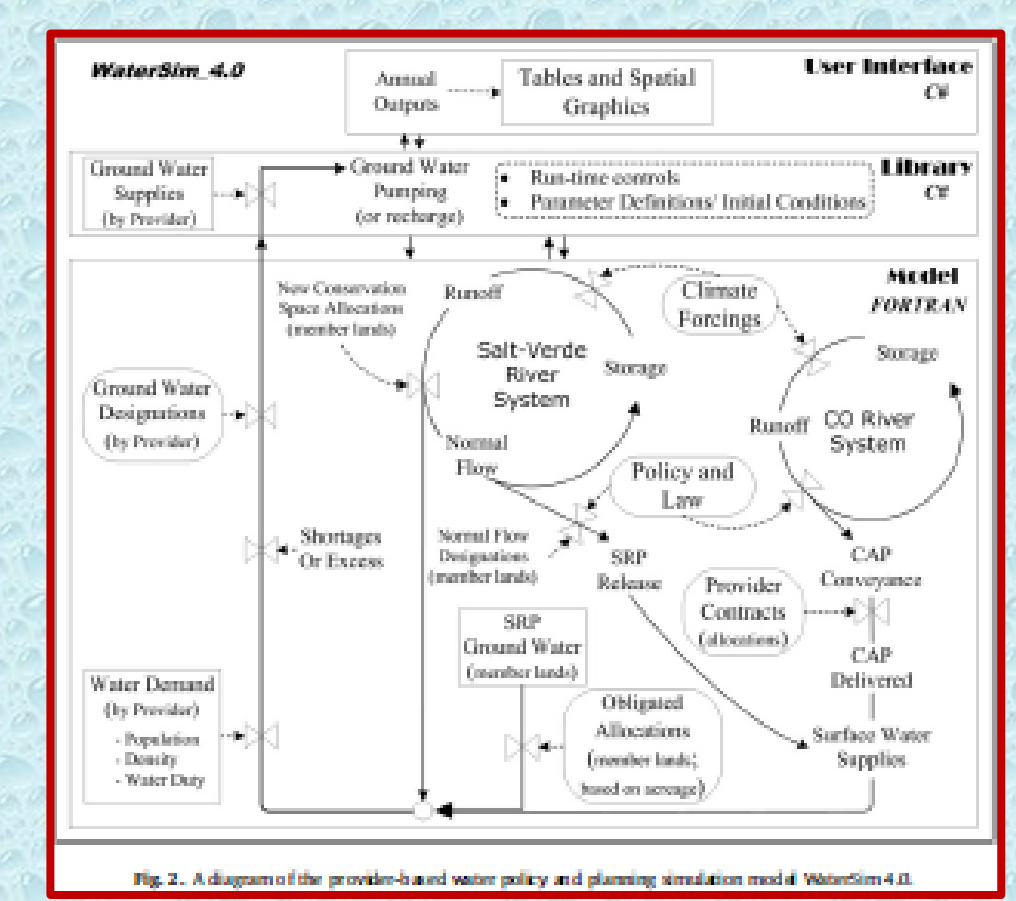 WaterSim_4.0
User Interface
C#
Annual
Outputs
Tables and Spatial
Graphics
Library
C#
Ground Water
Supplies
(by Provider)
Ground Water
Pumping
(or recharge)
• Run-time controls
• Parameter Definitions/ Initial Conditions
Model
FORTRAN
New Conservation
Space Allocations
(member lands)
Runoff
Climate
Forcings
Salt-Verde
River
System
Storage
Storage
Ground Water
Designations
(by Provider)
Runoff
CO River
System
Normal
Flow
Policy and
Law
Shortages
Or Excess
Normal Flow
Designations
(member lands)
SRP
Release
CAP
Conveyance
Provider
Contracts
(allocations)
SRP
Ground Water
(member lands)
CAP
Delivered
Water Demand
(by Provider)
- Population
- Density
- Water Duty
Obligated
Allocations
(member lands;
based on acreage)
Surface Water
Supplies
Fig. 2. A diagram of the provider-based water policy and planning simulation model WaterSim 4.0.